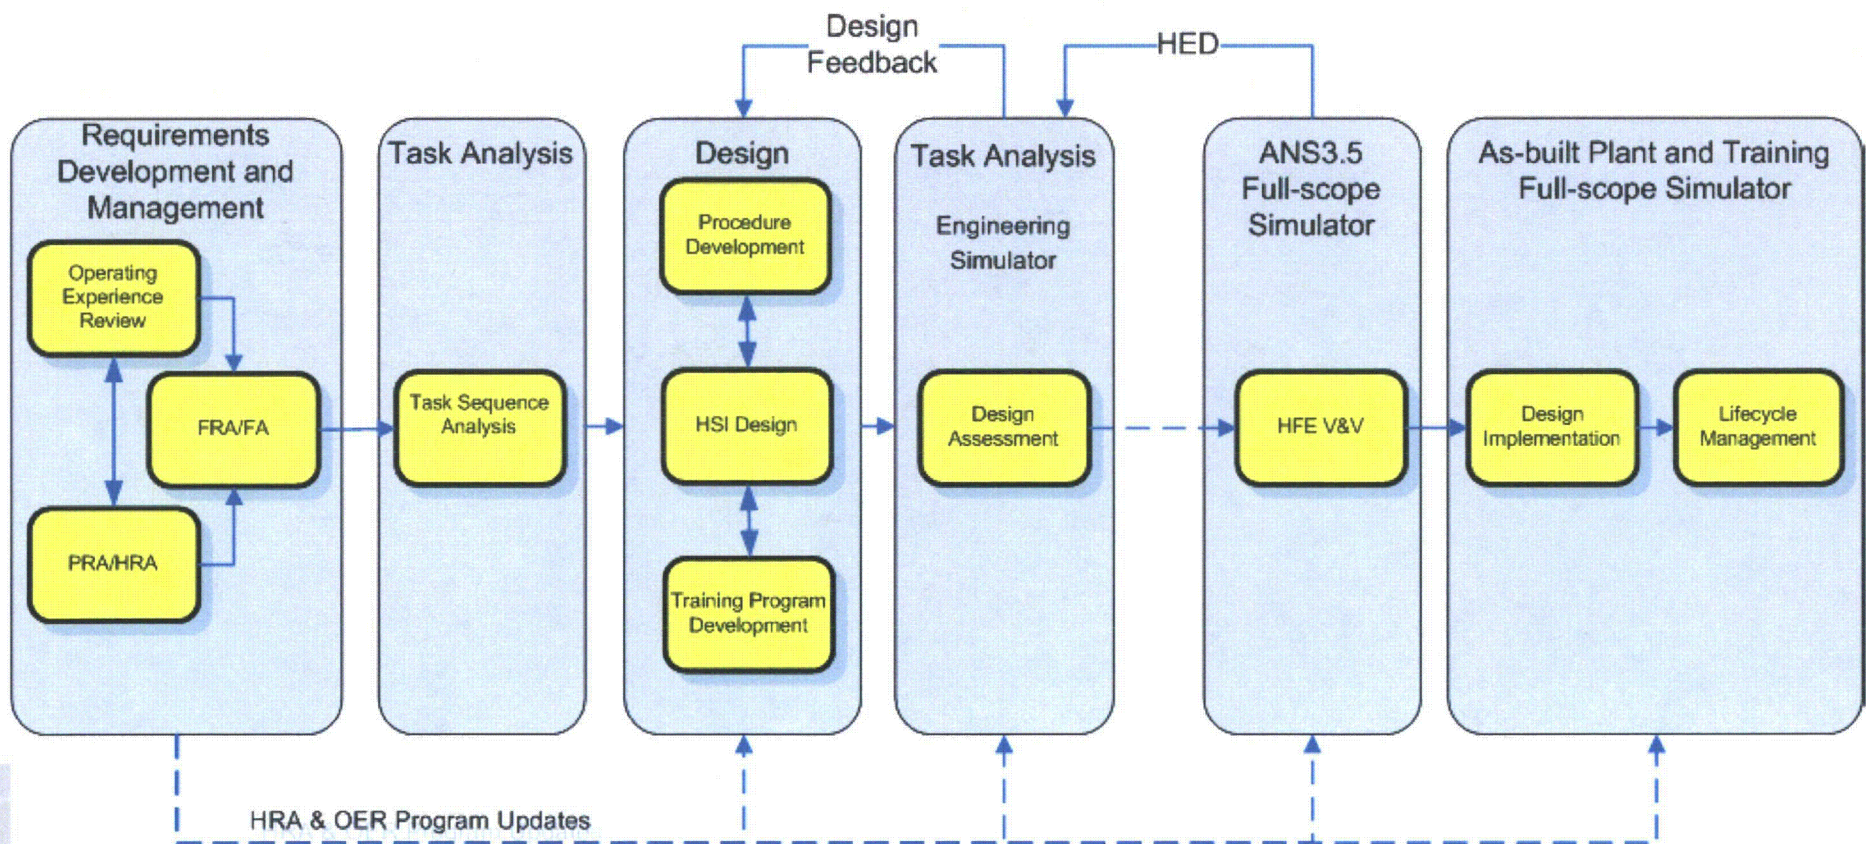 Design
Feedback
HED
Requirements
Development and
Management
Operating
Experience
Review
FRA/FA
PRA/HRA
Task Analysis
Task Sequence
Analysis
Design
Procedure
Development
HSI Design
Training Program
Development
Task Analysis
Engineering
Simulator
Design
Assessment
ANS3.5
Full-scope
Simulator
HFE V&V
As-built Plant and Training
Full-scope Simulator
Design
Implementation
Lifecycle
Management
HRA & OER Program Updates